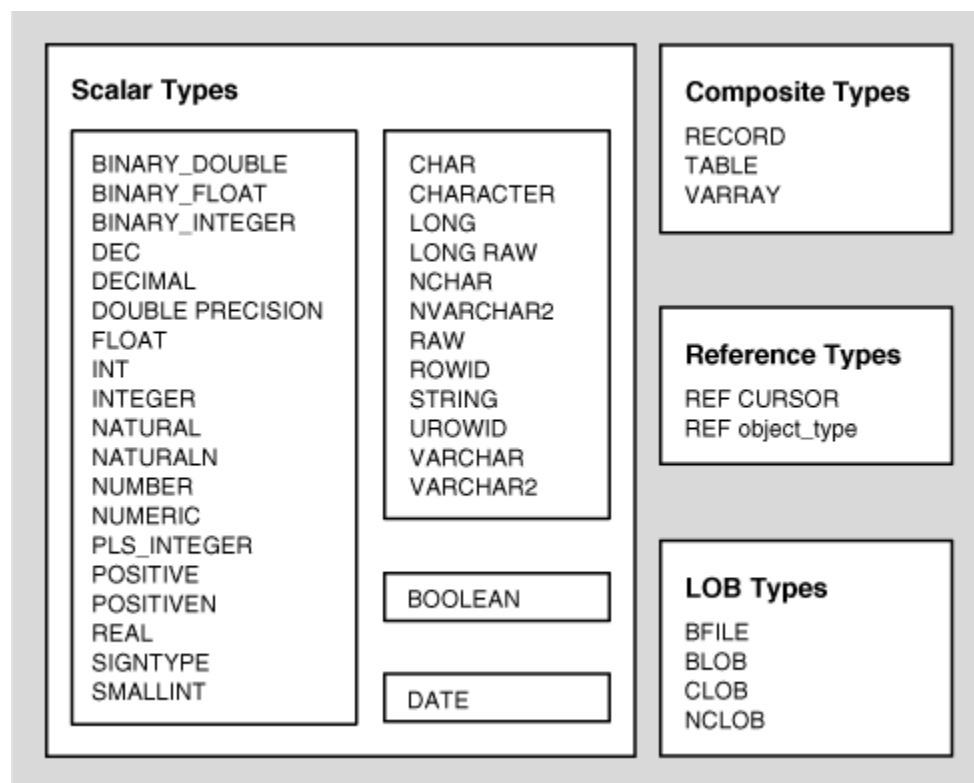 Scalar Types
BINARY_DOUBLE
BINARY_FLOAT
BINARY_INTEGER
DEC
DECIMAL
DOUBLE PRECISION
FLOAT
INT
INTEGER
NATURAL
NATURALN
NUMBER
NUMERIC
PLS_INTEGER
POSITIVE
POSITIVEN
REAL
SIGNTYPE
SMALLINT
CHAR
CHARACTER
LONG
LONG RAW
NCHAR
NVARCHAR2
RAW
ROWID
STRING
UROWID
VARCHAR
VARCHAR2
BOOLEAN
DATE
Composite Types
RECORD
TABLE
VARRAY
Reference Types
REF CURSOR
REF object_type
LOB Types
BFILE
BLOB
CLOB
NCLOB